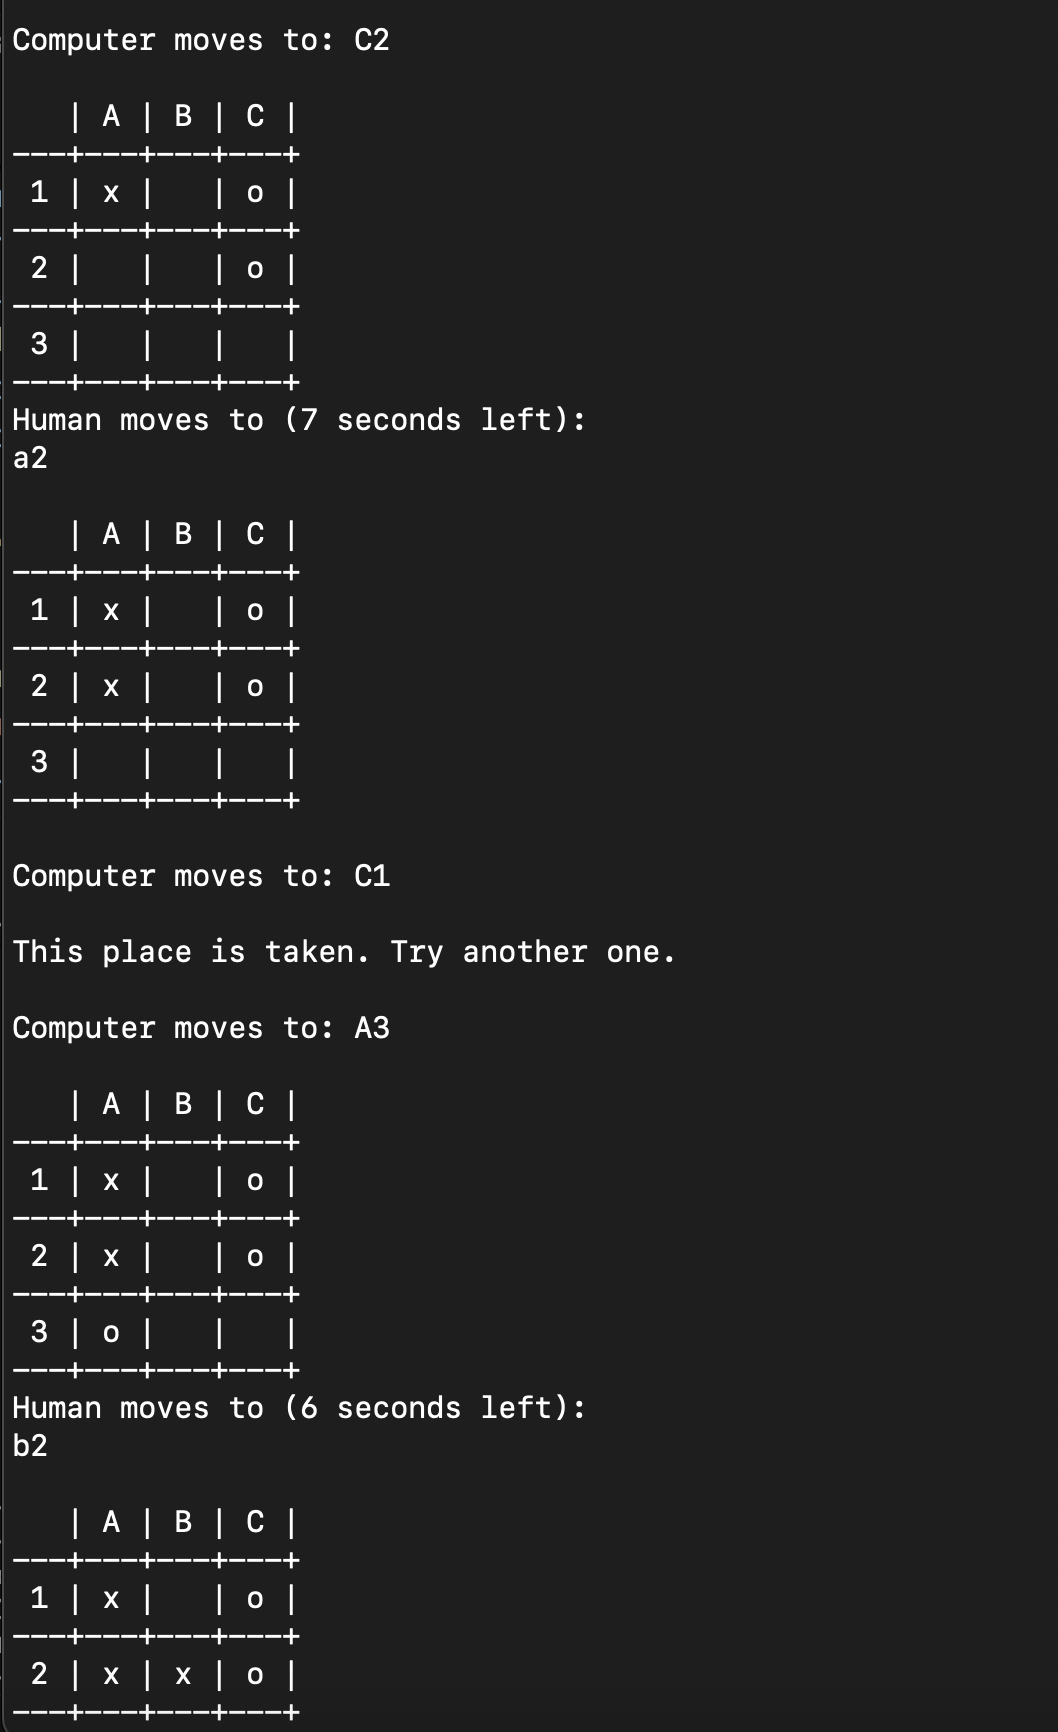 Computer moves to: C2
   | A | B | C |
---+---+---+---+
 1 | x |   | o |
---+---+---+---+
 2 |   |   | o |
---+---+---+---+
 3 |   |   |   |
---+---+---+---+
Human moves to (7 seconds left):
a2
   | A | B | C |
---+---+---+---+
 1 | x |   | o |
---+---+---+---+
 2 | x |   | o |
---+---+---+---+
 3 |   |   |   |
---+---+---+---+
Computer moves to: C1
This place is taken. Try another one.
Computer moves to: A3
   | A | B | C |
---+---+---+---+
 1 | x |   | o |
---+---+---+---+
 2 | x |   | o |
---+---+---+---+
 3 | o |   |   |
---+---+---+---+
Human moves to (6 seconds left):
b2
   | A | B | C |
---+---+---+---+
 1 | x |   | o |
---+---+---+---+
 2 | x | x | o |
---+---+---+---+